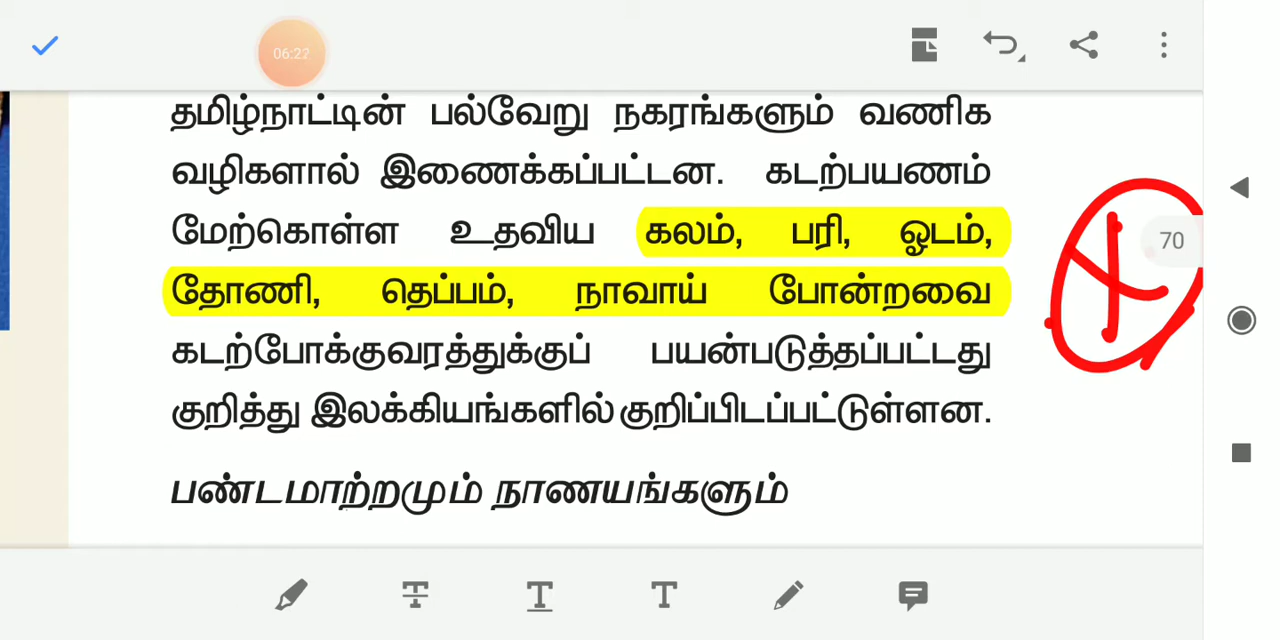 06:22
தமிழ்நாட்டின் பல்வேறு நகரங்களும் வணிக
வழிகளால் இணைக்கப்பட்டன. கடற்பயணம்
மேற்கொள்ள உதவிய கலம், பரி, ஓடம்,
70
தோணி, தெப்பம், நாவாய் போன்றவை
கடற்போக்குவரத்துக்குப் பயன்படுத்தப்பட்டது
குறித்து இலக்கியங்களில் குறிப்பிடப்பட்டுள்ளன.
பண்டமாற்றமும் நாணயங்களும்